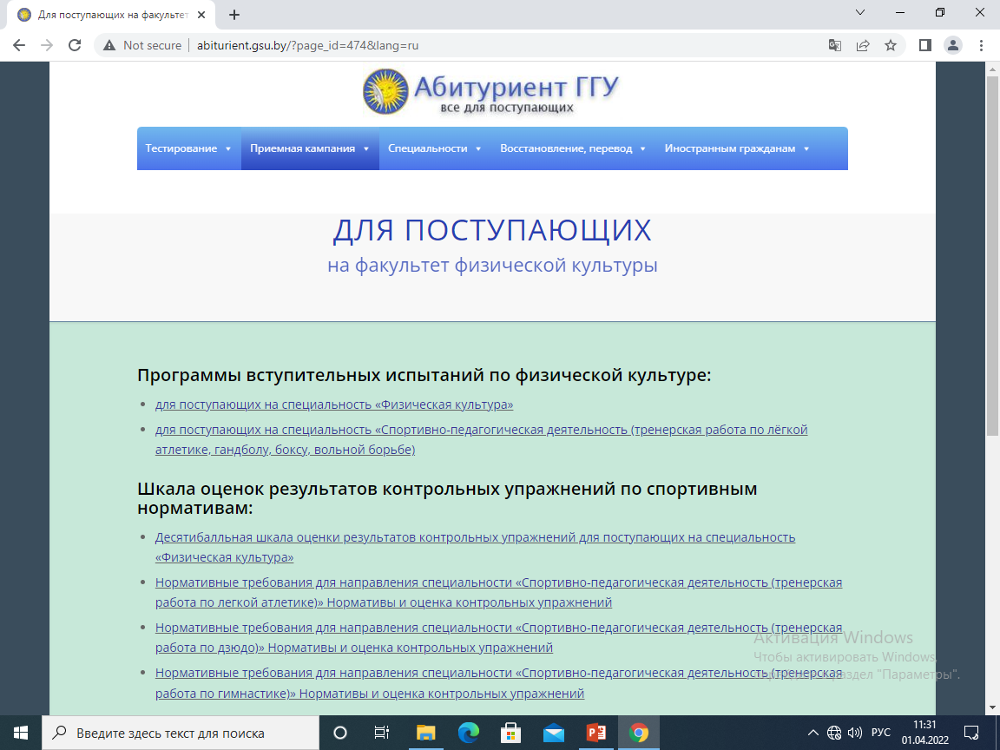 Для поступающих на факультет
Not secure
abiturient.gsu.by/?page_id=474&lang=ru
Абитуриент ГГУ
все для поступающих
Тестирование
Приемная кампания
Специальности
Восстановление, перевод
Иностранным гражданам
ДЛЯ ПОСТУПАЮЩИХ
на факультет физической культуры
Программы вступительных испытаний по физической культуре:
для поступающих на специальность «Физическая культура»
для поступающих на специальность «Спортивно-педагогическая деятельность (тренерская работа по лёгкой
атлетике, гандболу, боксу, вольной борьбе)
Шкала оценок результатов контрольных упражнений по спортивным
нормативам:
Десятибалльная шкала оценки результатов контрольных упражнений для поступающих на специальность
«Физическая культура»
Нормативные требования для направления специальности «Спортивно-педагогическая деятельность (тренерская
работа по легкой атлетике)» Нормативы и оценка контрольных упражнений
Нормативные требования для направления специальности «Спортивно-педагогическая деятельность (тренерская
работа по дзюдо)» Нормативы и оценка контрольных упражнений
Нормативные требования для направления специальности «Спортивно-педагогическая деятельность (тренерская
работа по гимнастике)» Нормативы и оценка контрольных упражнений
Активация Windows
Чтобы активировать Windows,
раздел "Параметры".
Введите здесь текст для поиска
РУС
11:31
01.04.2022